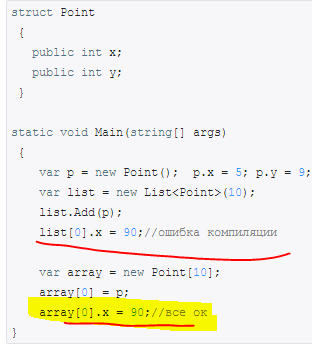 struct Point
{
public int x;
public int y;
}
static void Main(string[] args)
{
var p = new Point();  p.x = 5; p.y = 9;
var list = new List<Point>(10);
list.Add(p);
list[0].x = 90;//ошибка компиляции
var array = new Point[10];
array[0] = p;
array[0].x = 90;//все ок
}